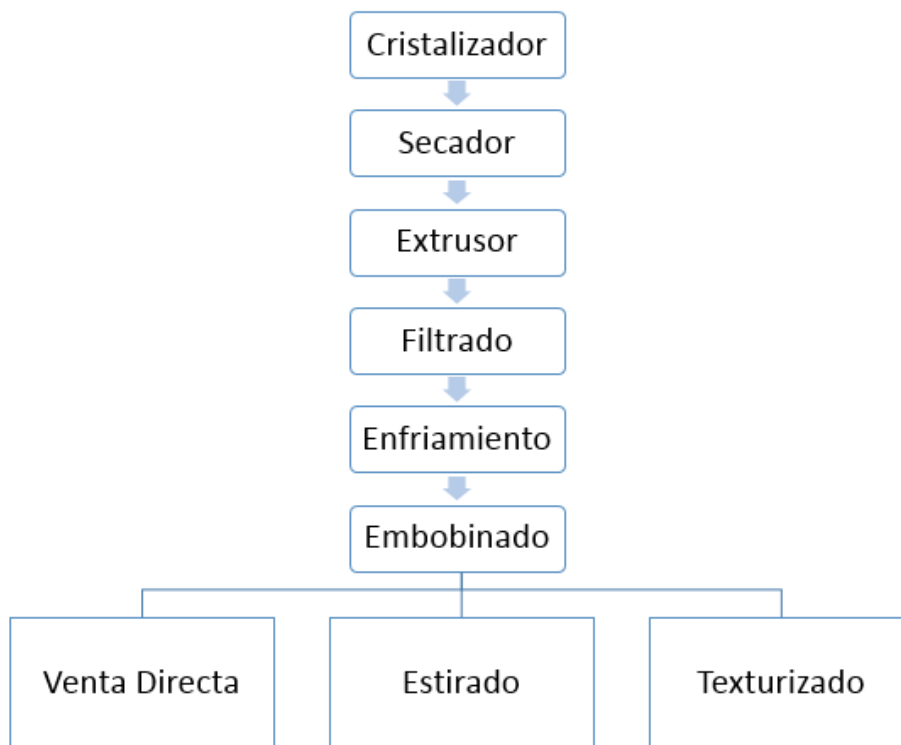 Cristalizador
Secador
Extrusor
Filtrado
Enfriamiento
Embobinado
Venta Directa
Estirado
Texturizado